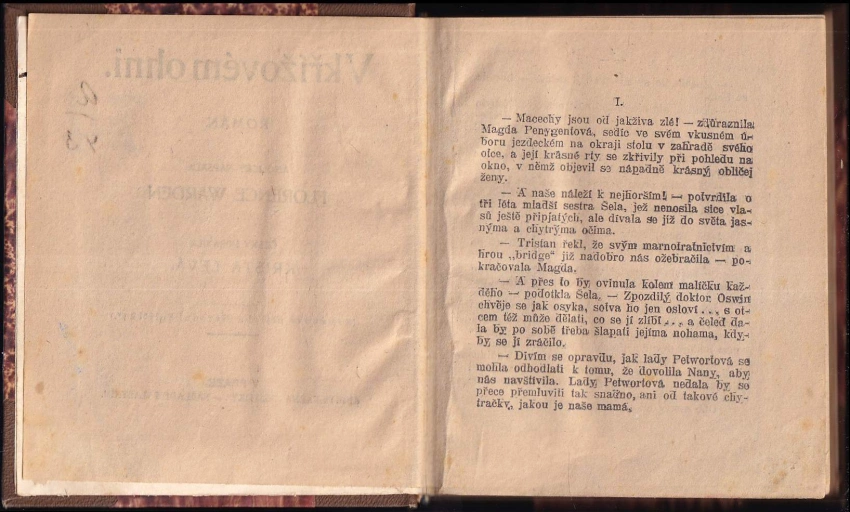 V křížovém ohni.
ROMÁN
FLORENCE WARDEN
I.
— Macechy jsou od jakživa zlé! — zdůraznila
Magda Penygentová, sedíc ve svém vkusném ú-
boru jezdeckém na okraji stolu v zahradě svého
otce, a její krásné rty se zkřivily při pohledu na
okno, v němž objevil se nápadně krásný obličej
ženy.
— A naše náleží k nejhorším! — potvrdila o
tři léta mladší sestra Šela, jež nenosila sice vla-
sů ještě připjatých, ale dívala se již do světa jas-
nýma a chytrýma očima.
— Tristan řekl, že svým marnotratnictvím a
hrou „bridge" již nadobro nás ožebračila — po-
kračovala Magda.
— A přes to by ovinula kolem malíčku kaž-
dého — podotkla Šela. — Zpozdilý doktor Oswin
chvěje se jak osyka, sotva ho jen osloví... s ot-
cem též může dělati, co se jí zlíbí... a čeleď da-
la by po sobě třeba šlapati jejíma nohama, kdy-
by se jí zráčilo.
— Divím se opravdu, jak lady Petwortová se
mohla odhodlati k tomu, že dovolila Nany, aby
nás navštívila. Lady Petwortová nedala by se
přece přemluviti tak snadno, ani od takové chy-
tračky, jakou je naše mamá.